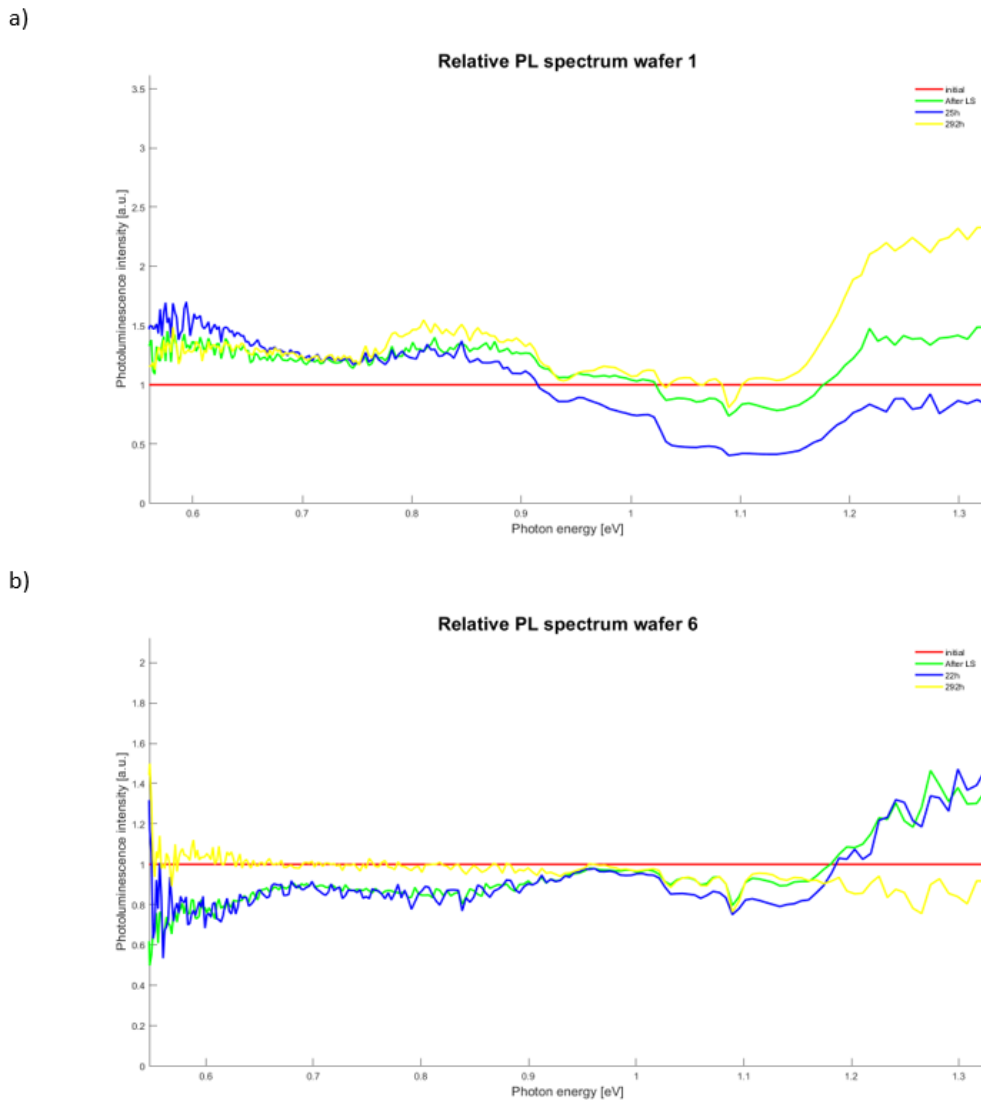 a)
Relative PL spectrum wafer 1
initial
After LS
25h
292h
3.5
3
2.5
2
1.5
1
0.5
0
Photoluminescence intensity [a.u.]
0.6 0.7 0.8 0.9 1 1.1 1.2 1.3
Photon energy [eV]
b)
Relative PL spectrum wafer 6
initial
After LS
22h
292h
2
1.8
1.6
1.4
1.2
1
0.8
0.6
0.4
0.2
0
Photoluminescence intensity [a.u.]
0.6 0.7 0.8 0.9 1 1.1 1.2 1.3
Photon energy [eV]